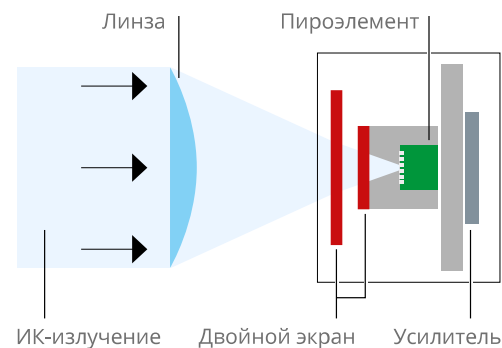 Линза
Пироэлемент
ИК-излучение
Двойной экран
Усилитель